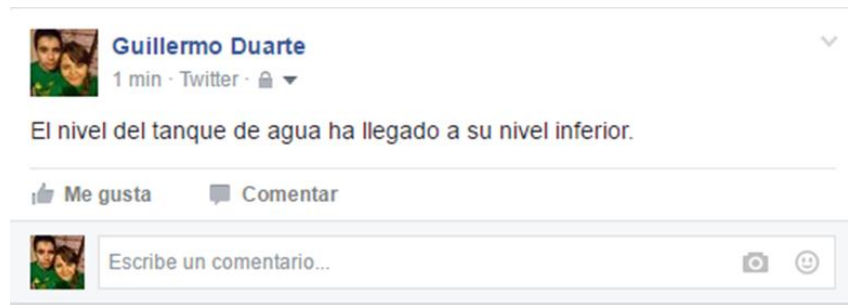 Guillermo Duarte
1 min · Twitter ·
El nivel del tanque de agua ha llegado a su nivel inferior.
Me gusta Comentar
Escribe un comentario...